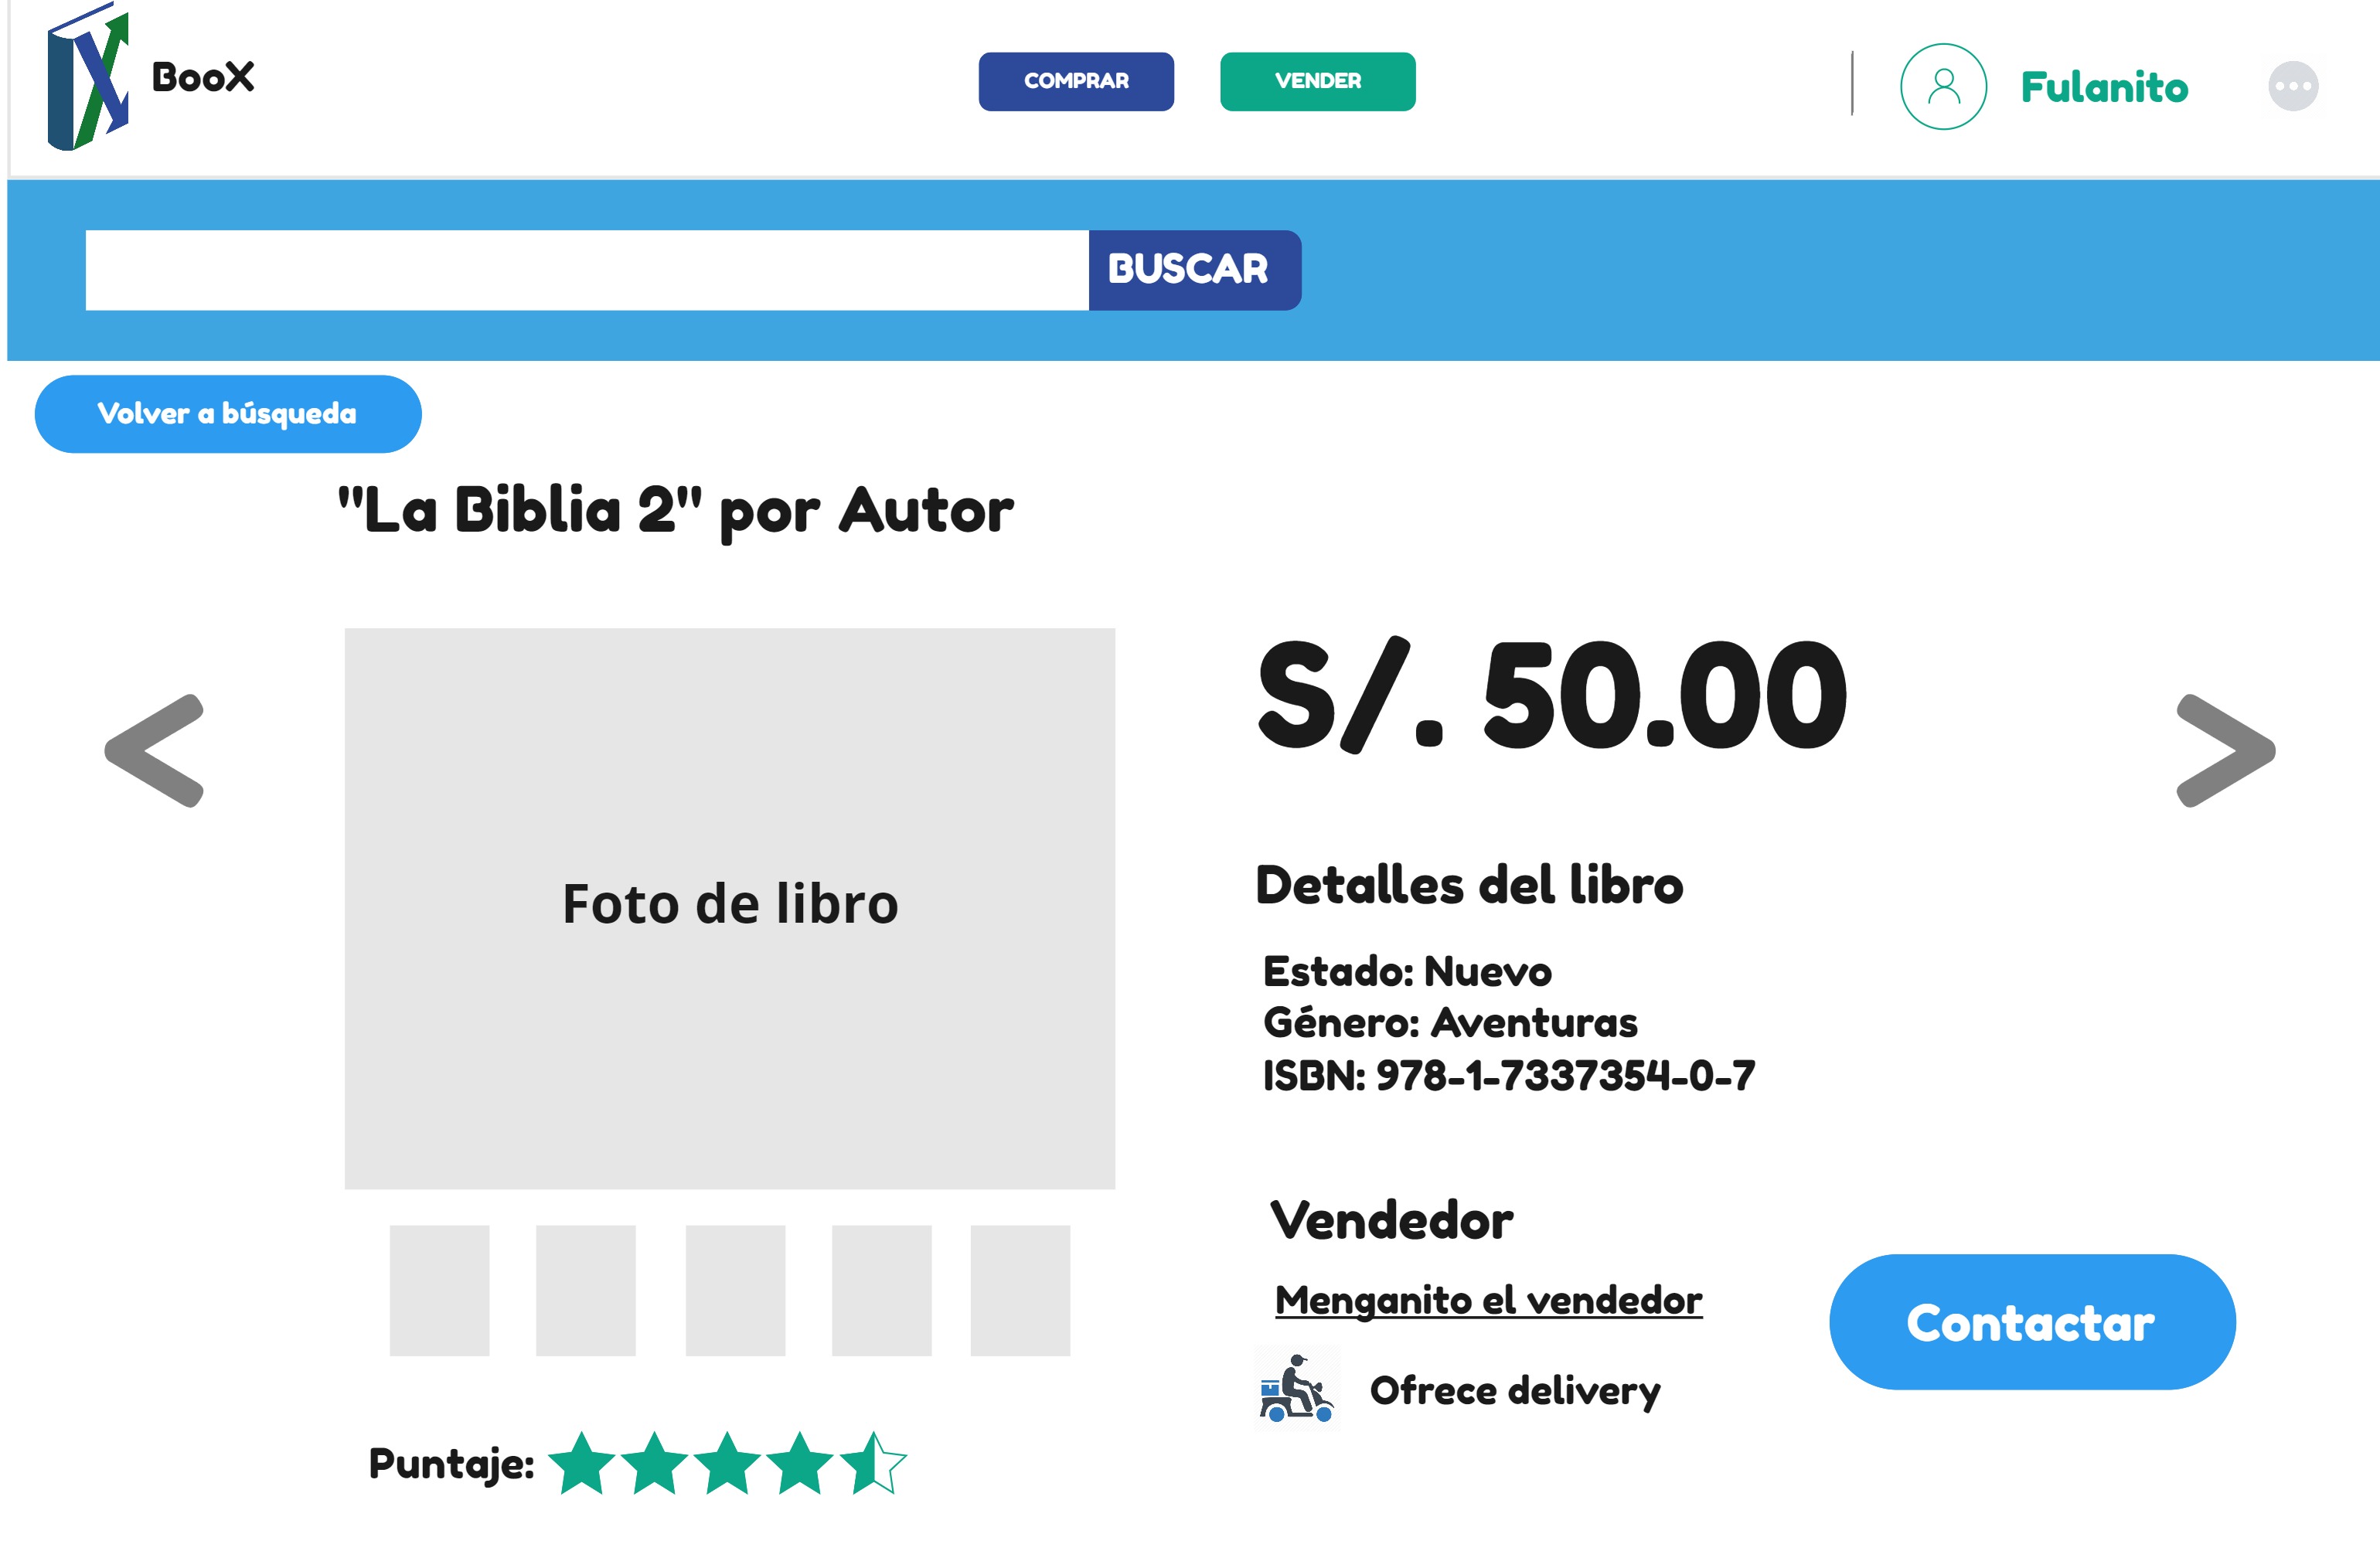 BooX
COMPRAR
VENDER
Fulanito
BUSCAR
Volver a búsqueda
"La Biblia 2" por Autor
<
Foto de libro
S/. 50.00
>
Detalles del libro
Estado: Nuevo
Género: Aventuras
ISBN: 978-1-7337354-0-7
Vendedor
Menganito el vendedor
Ofrece delivery
Contactar
Puntaje: